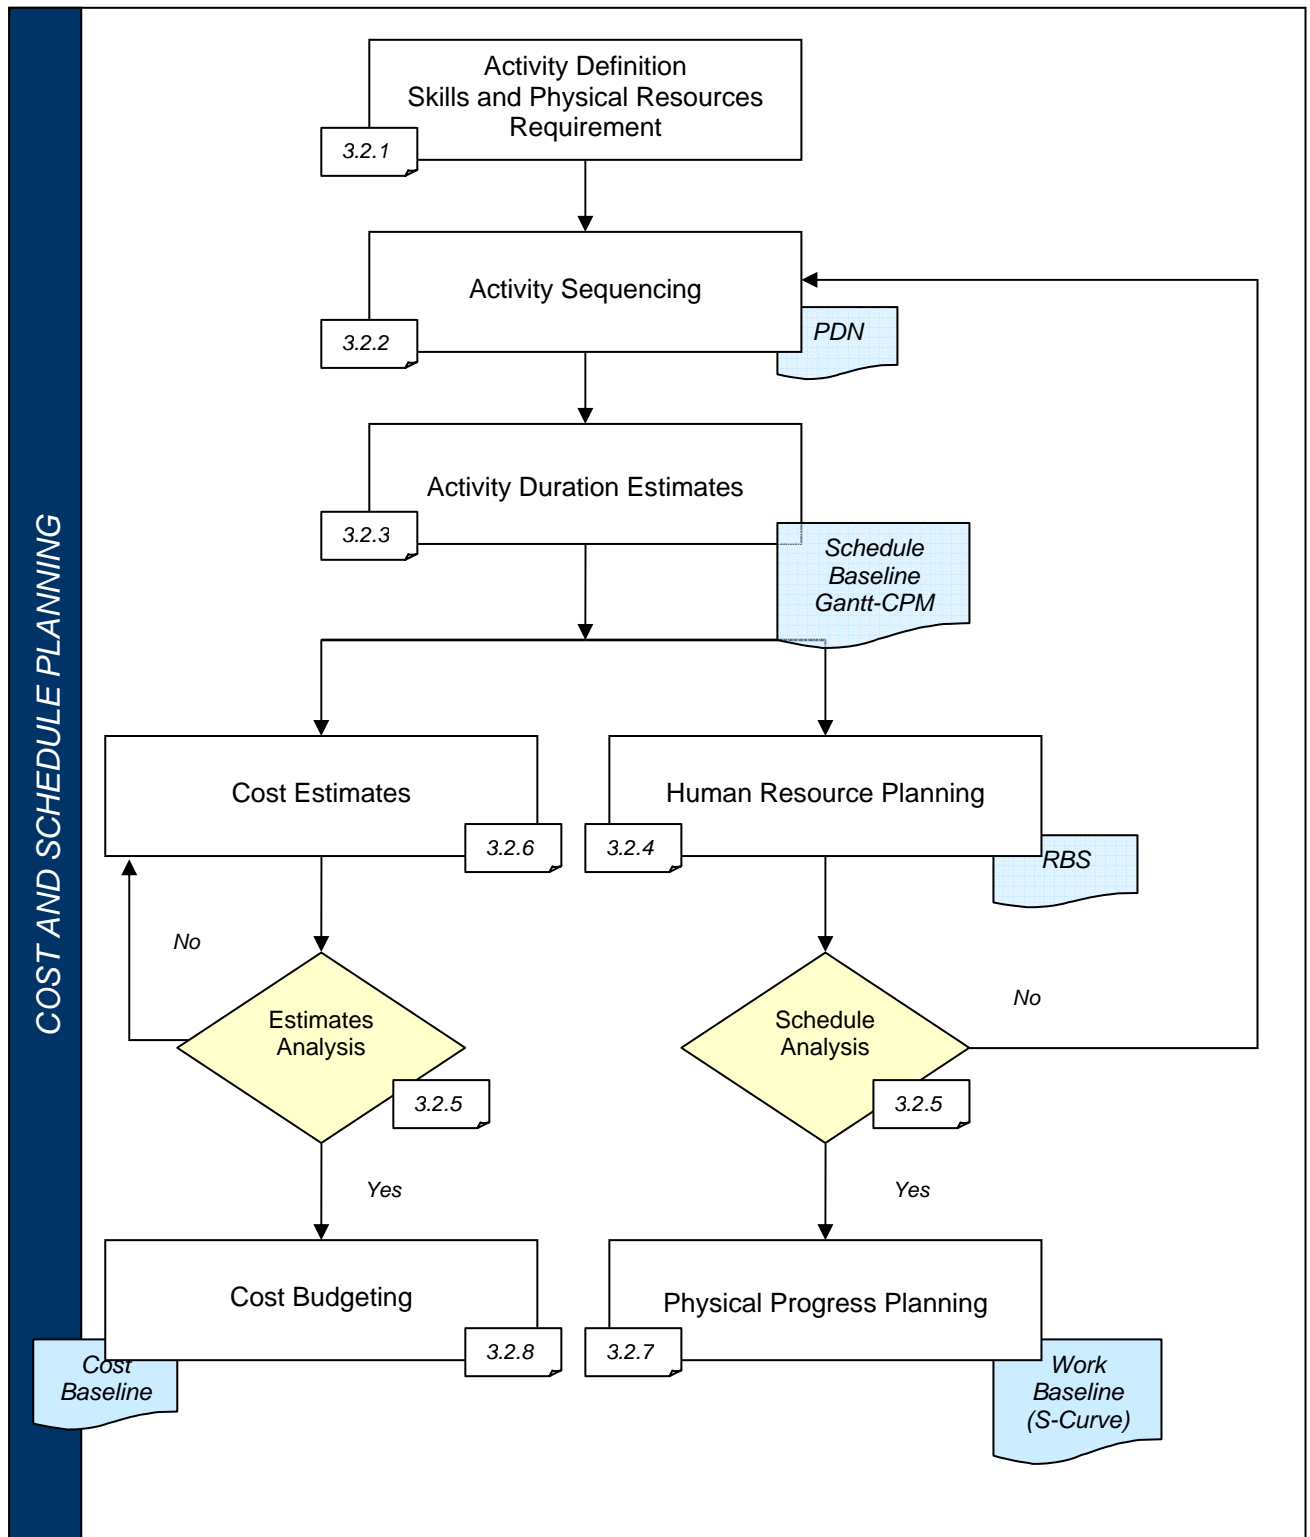 COST AND SCHEDULE PLANNING
Activity Definition
Skills and Physical Resources
Requirement
3.2.1
Activity Sequencing
3.2.2
PDN
Activity Duration Estimates
3.2.3
Schedule
Baseline
Gantt-CPM
Cost Estimates
3.2.6
Human Resource Planning
3.2.4
RBS
No
No
Estimates
Analysis
3.2.5
Schedule
Analysis
3.2.5
Yes
Yes
Cost Budgeting
3.2.8
Cost
Baseline
Physical Progress Planning
3.2.7
Work
Baseline
(S-Curve)